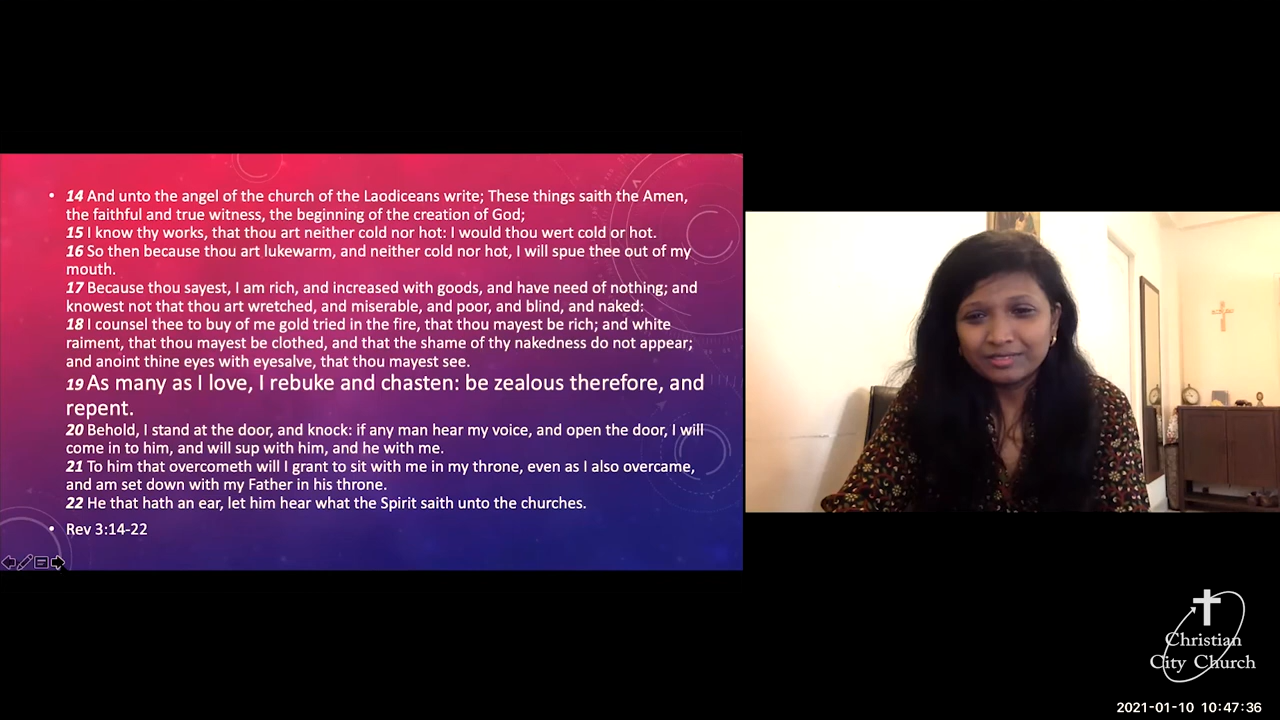 • 14 And unto the angel of the church of the Laodiceans write; These things saith the Amen,
the faithful and true witness, the beginning of the creation of God;
15 I know thy works, that thou art neither cold nor hot: I would thou wert cold or hot.
16 So then because thou art lukewarm, and neither cold nor hot, I will spue thee out of my
mouth.
17 Because thou sayest, I am rich, and increased with goods, and have need of nothing; and
knowest not that thou art wretched, and miserable, and poor, and blind, and naked:
18 I counsel thee to buy of me gold tried in the fire, that thou mayest be rich; and white
raiment, that thou mayest be clothed, and that the shame of thy nakedness do not appear;
and anoint thine eyes with eyesalve, that thou mayest see.
19 As many as I love, I rebuke and chasten: be zealous therefore, and
repent.
20 Behold, I stand at the door, and knock: if any man hear my voice, and open the door, I will
come in to him, and will sup with him, and he with me.
21 To him that overcometh will I grant to sit with me in my throne, even as I also overcame,
and am set down with my Father in his throne.
22 He that hath an ear, let him hear what the Spirit saith unto the churches.
• Rev 3:14-22
Christian
City Church
2021-01-10 10:47:36